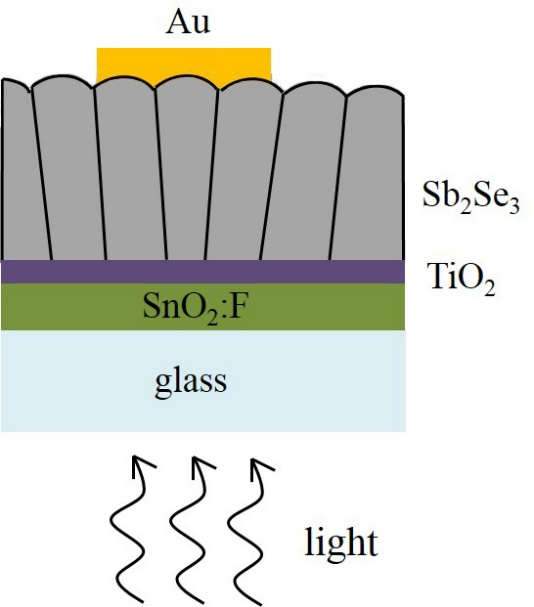 Au
Sb₂Se₃
TiO₂
SnO₂:F
glass
light